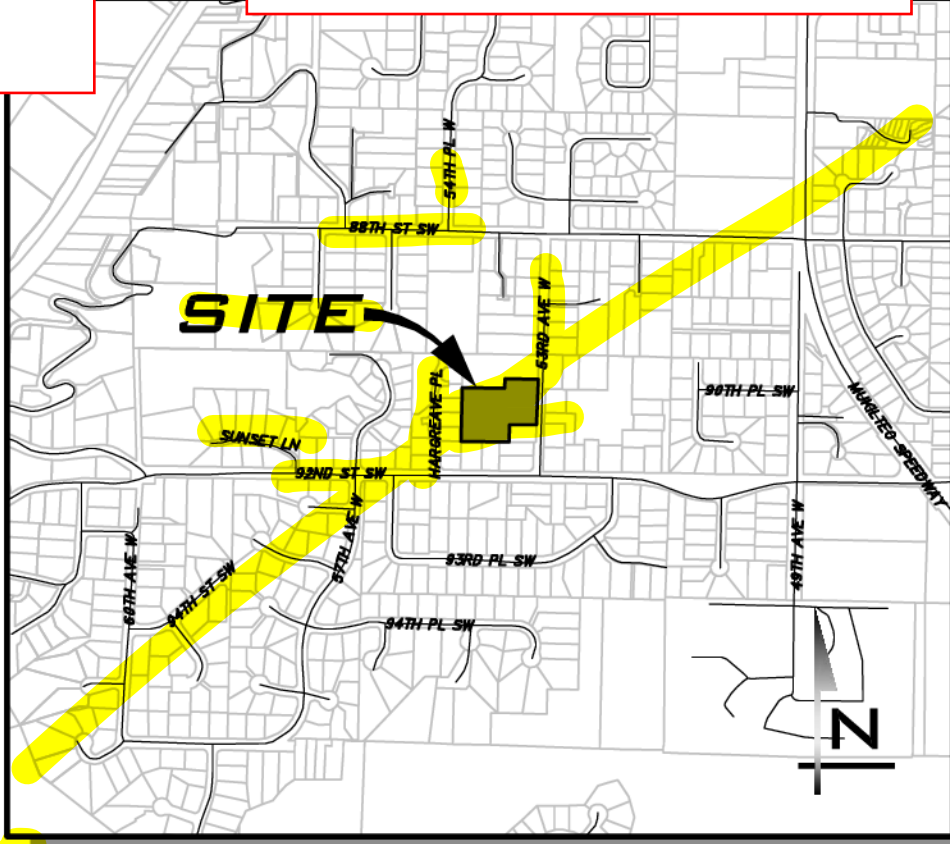 54TH PL W
88TH ST SW
SITE
53RD AVE W
HARGREAVE PL
90TH PL SW
MUKILTEO SPEEDWAY
SUNSET LN
92ND ST SW
57TH AVE W
49TH AVE W
60TH AVE W
94TH ST SW
93RD PL SW
94TH PL SW
N